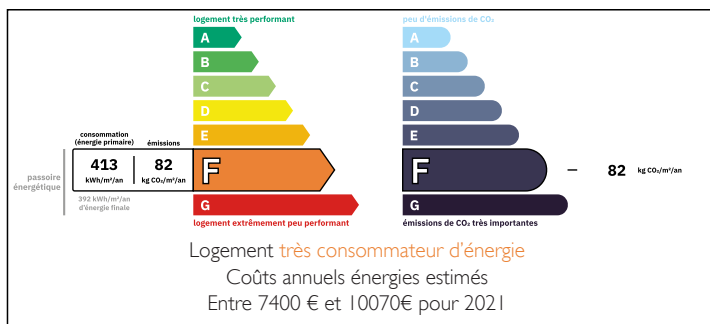 logement très performant
A
B
C
D
E
consommation
(énergie primaire)
émissions
413
kWh/m²/an
82
kg CO₂/m²/an
F
G
passoire
énergétique
392 kWh/m²/an
d'énergie finale
logement extrêmement peu performant
peu d'émissions de CO₂
A
B
C
D
E
F
82 kg CO₂/m²/an
G
émissions de CO₂ très importantes
Logement très consommateur d'énergie
Coûts annuels énergies estimés
Entre 7400 € et 10070€ pour 2021